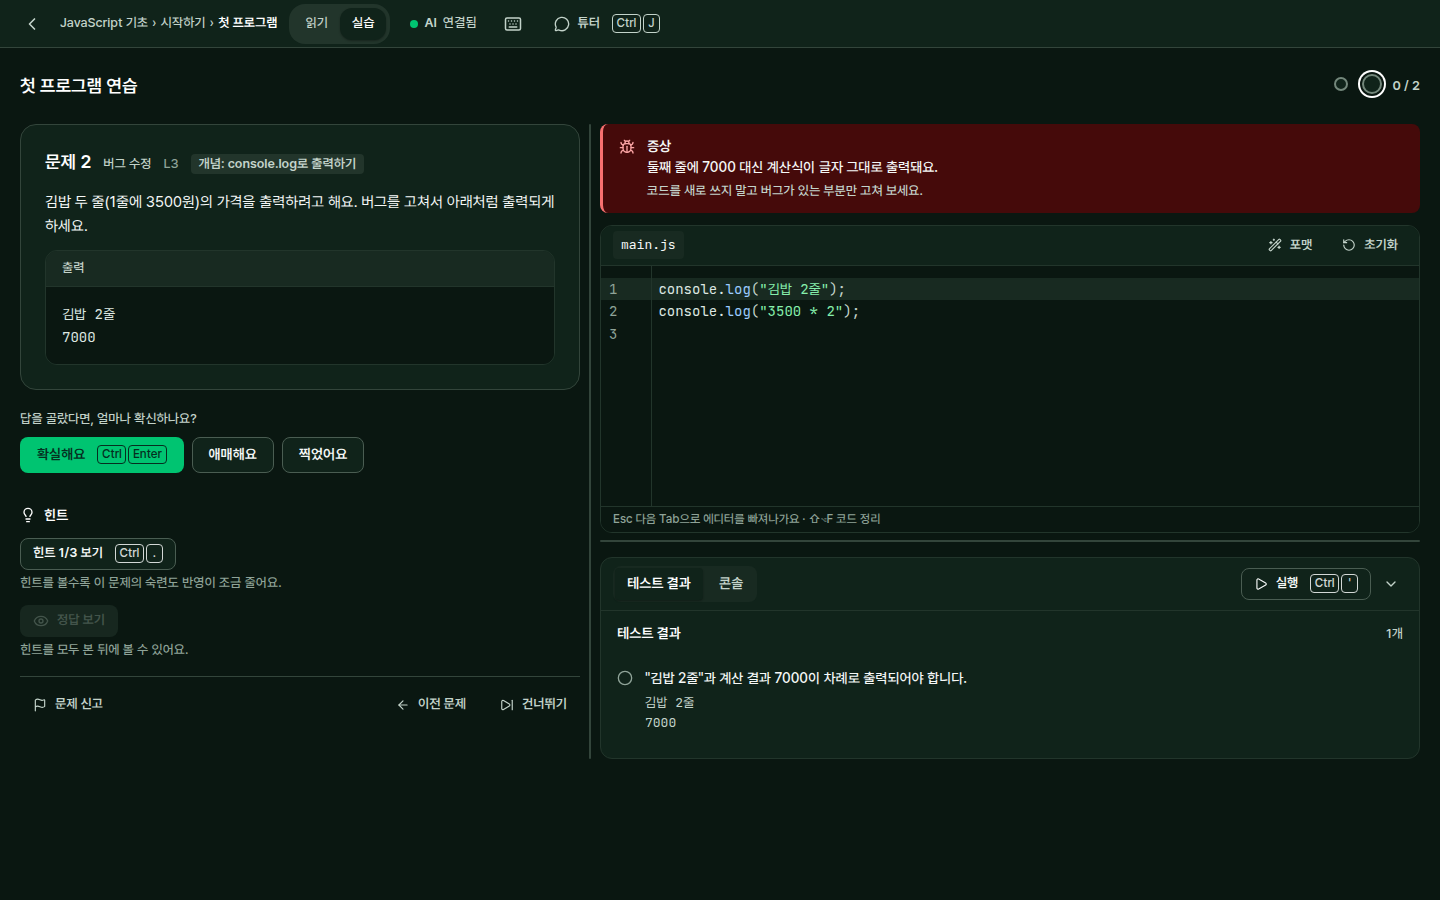 JavaScript 기초 › 시작하기 › 첫 프로그램
읽기 실습
AI 연결됨
튜터 Ctrl J
첫 프로그램 연습
0 / 2
문제 2 버그 수정 L3 개념: console.log로 출력하기
김밥 두 줄(1줄에 3500원)의 가격을 출력하려고 해요. 버그를 고쳐서 아래처럼 출력되게
하세요.
출력
김밥 2줄
7000
답을 골랐다면, 얼마나 확신하나요?
확실해요 Ctrl Enter 애매해요 찍었어요
힌트
힌트 1/3 보기 Ctrl .
힌트를 볼수록 이 문제의 숙련도 반영이 조금 줄어요.
정답 보기
힌트를 모두 본 뒤에 볼 수 있어요.
문제 신고 이전 문제 건너뛰기
증상
둘째 줄에 7000 대신 계산식이 글자 그대로 출력돼요.
코드를 새로 쓰지 말고 버그가 있는 부분만 고쳐 보세요.
main.js 포맷 초기화
1 console.log("김밥 2줄");
2 console.log("3500 * 2");
3
Esc 다음 Tab으로 에디터를 빠져나가요 · ⇧⌥F 코드 정리
테스트 결과 콘솔 실행 Ctrl '
테스트 결과 1개
"김밥 2줄"과 계산 결과 7000이 차례로 출력되어야 합니다.
김밥 2줄
7000